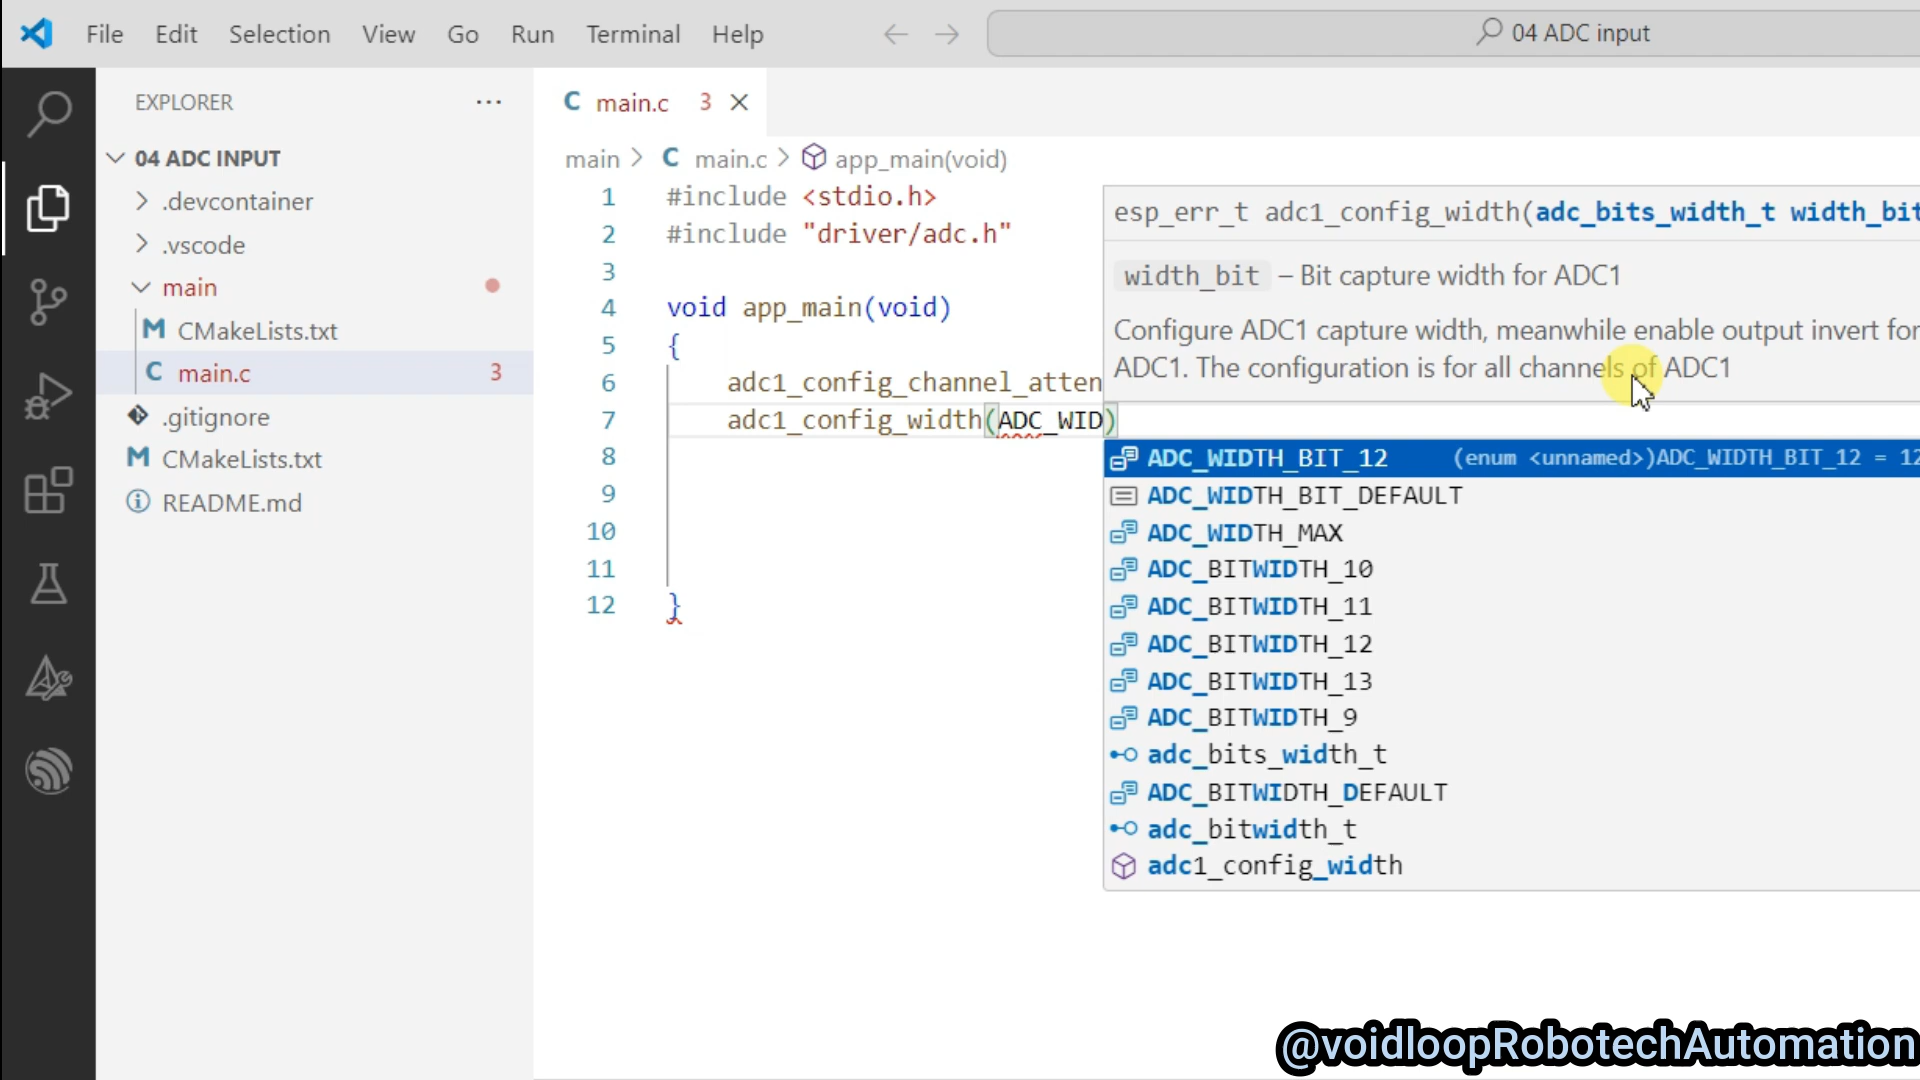 File Edit Selection View Go Run Terminal Help
04 ADC input
EXPLORER
04 ADC INPUT
.devcontainer
.vscode
main
CMakeLists.txt
main.c 3
.gitignore
CMakeLists.txt
README.md
main.c 3
main > main.c > app_main(void)
1 #include <stdio.h>
2 #include "driver/adc.h"
3
4 void app_main(void)
5 {
6 adc1_config_channel_atten
7 adc1_config_width(ADC_WID)
8
9
10
11
12 }
esp_err_t adc1_config_width(adc_bits_width_t width_bit
width_bit – Bit capture width for ADC1
Configure ADC1 capture width, meanwhile enable output invert for
ADC1. The configuration is for all channels of ADC1
ADC_WIDTH_BIT_12 (enum <unnamed>)ADC_WIDTH_BIT_12 = 12
ADC_WIDTH_BIT_DEFAULT
ADC_WIDTH_MAX
ADC_BITWIDTH_10
ADC_BITWIDTH_11
ADC_BITWIDTH_12
ADC_BITWIDTH_13
ADC_BITWIDTH_9
adc_bits_width_t
ADC_BITWIDTH_DEFAULT
adc_bitwidth_t
adc1_config_width
@voidloopRobotechAutomation